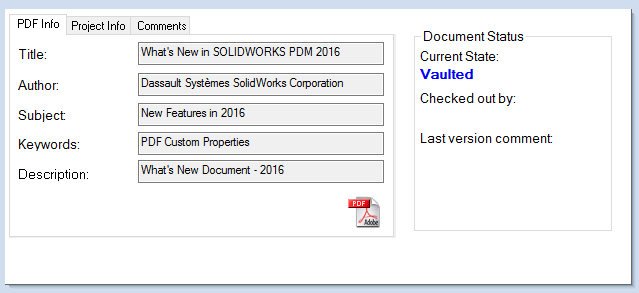 PDF Info Project Info Comments
Title: What's New in SOLIDWORKS PDM 2016
Author: Dassault Systèmes SolidWorks Corporation
Subject: New Features in 2016
Keywords: PDF Custom Properties
Description: What's New Document - 2016
PDF
Adobe
Document Status
Current State:
Vaulted
Checked out by:
Last version comment: